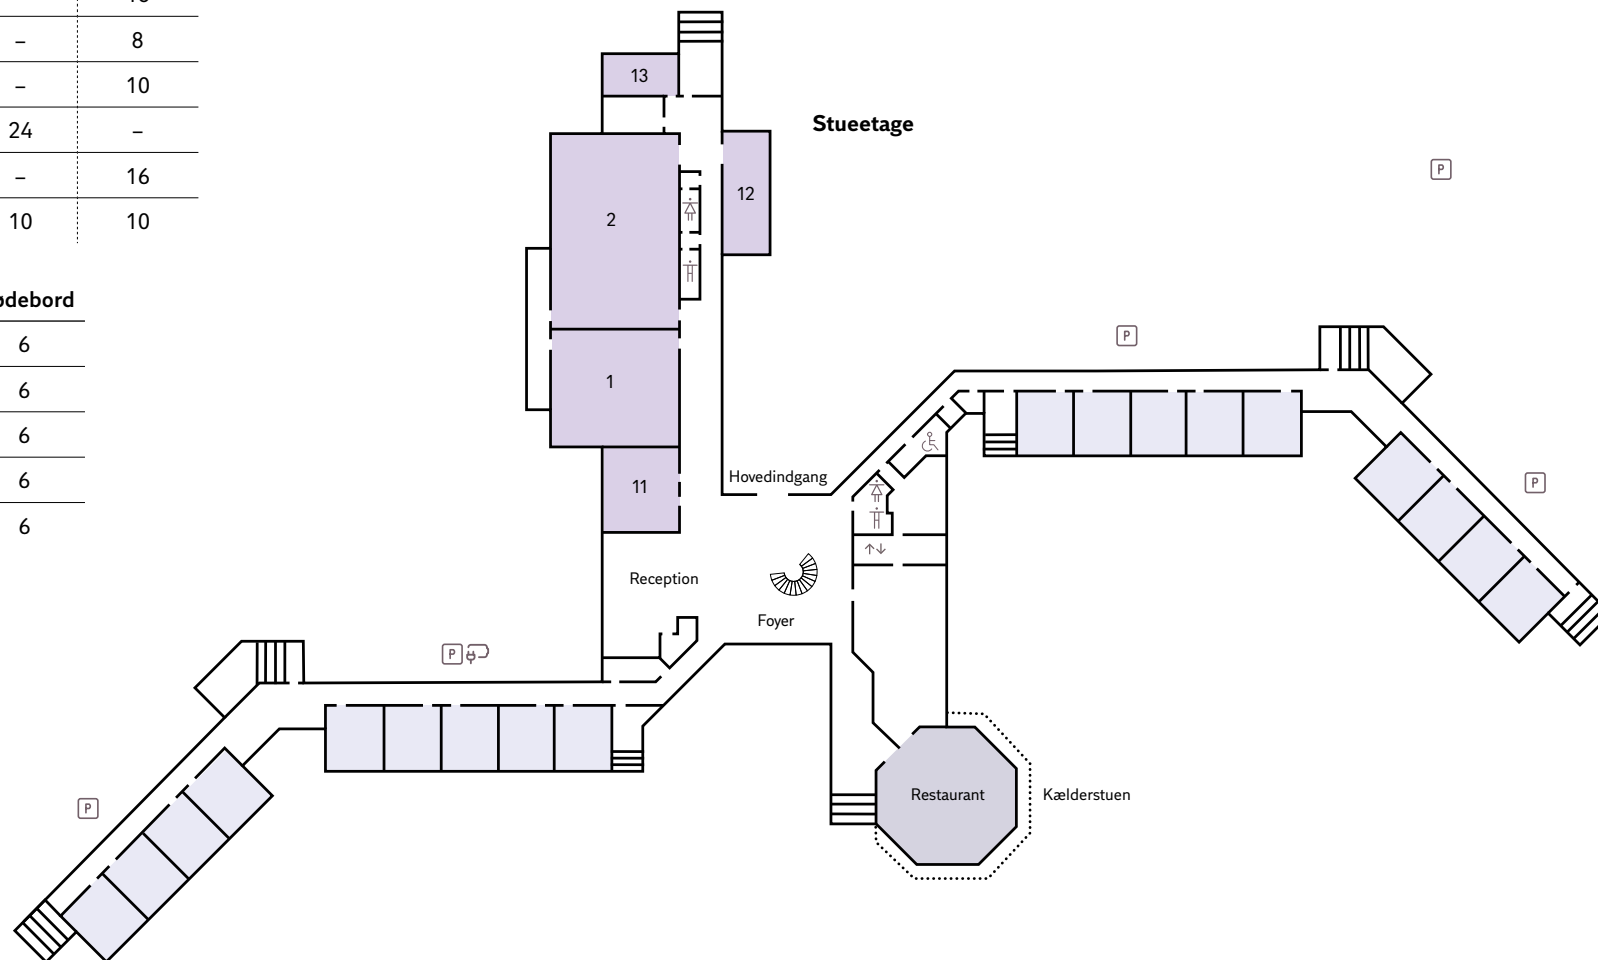 – 8
– 10
24 –
– 16
10 10
ødebord
6
6
6
6
6
Stueetage
13
12
2
1
11
Hovedindgang
Reception
Foyer
Restaurant
Kælderstuen
P
P
P
P
P